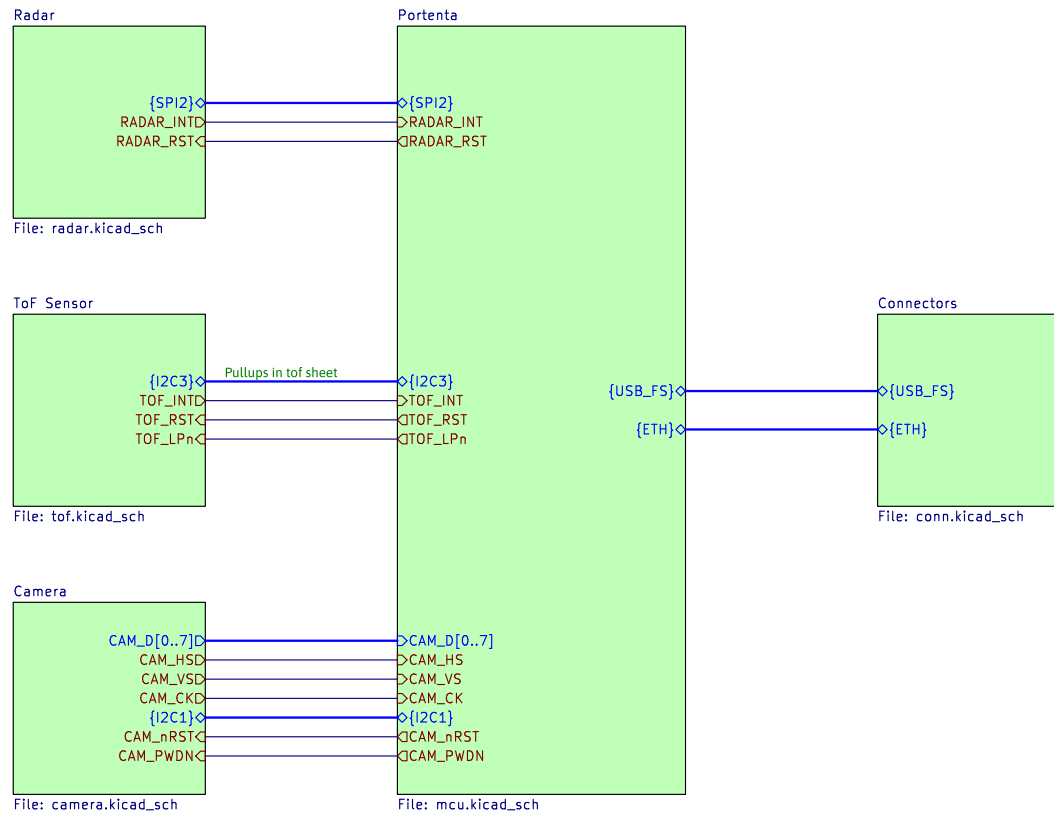 Radar
{SPI2}
RADAR_INT
RADAR_RST
File: radar.kicad_sch
ToF Sensor
{I2C3}
TOF_INT
TOF_RST
TOF_LPn
File: tof.kicad_sch
Pullups in tof sheet
Camera
CAM_D[0..7]
CAM_HS
CAM_VS
CAM_CK
{I2C1}
CAM_nRST
CAM_PWDN
File: camera.kicad_sch
Portenta
{SPI2}
RADAR_INT
RADAR_RST
{I2C3}
TOF_INT
TOF_RST
TOF_LPn
{USB_FS}
{ETH}
CAM_D[0..7]
CAM_HS
CAM_VS
CAM_CK
{I2C1}
CAM_nRST
CAM_PWDN
File: mcu.kicad_sch
Connectors
{USB_FS}
{ETH}
File: conn.kicad_sch